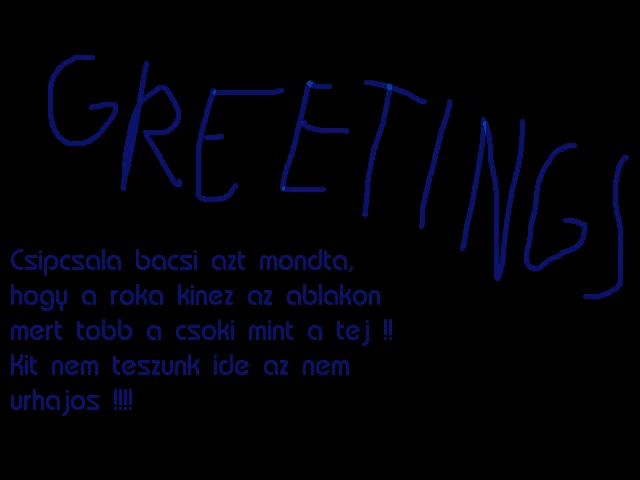 GREETINGS
Csipcsala bacsi azt mondta,
hogy a roka kinez az ablakon
mert tobb a csoki mint a tej !!
Kit nem teszunk ide az nem
urhajos !!!!